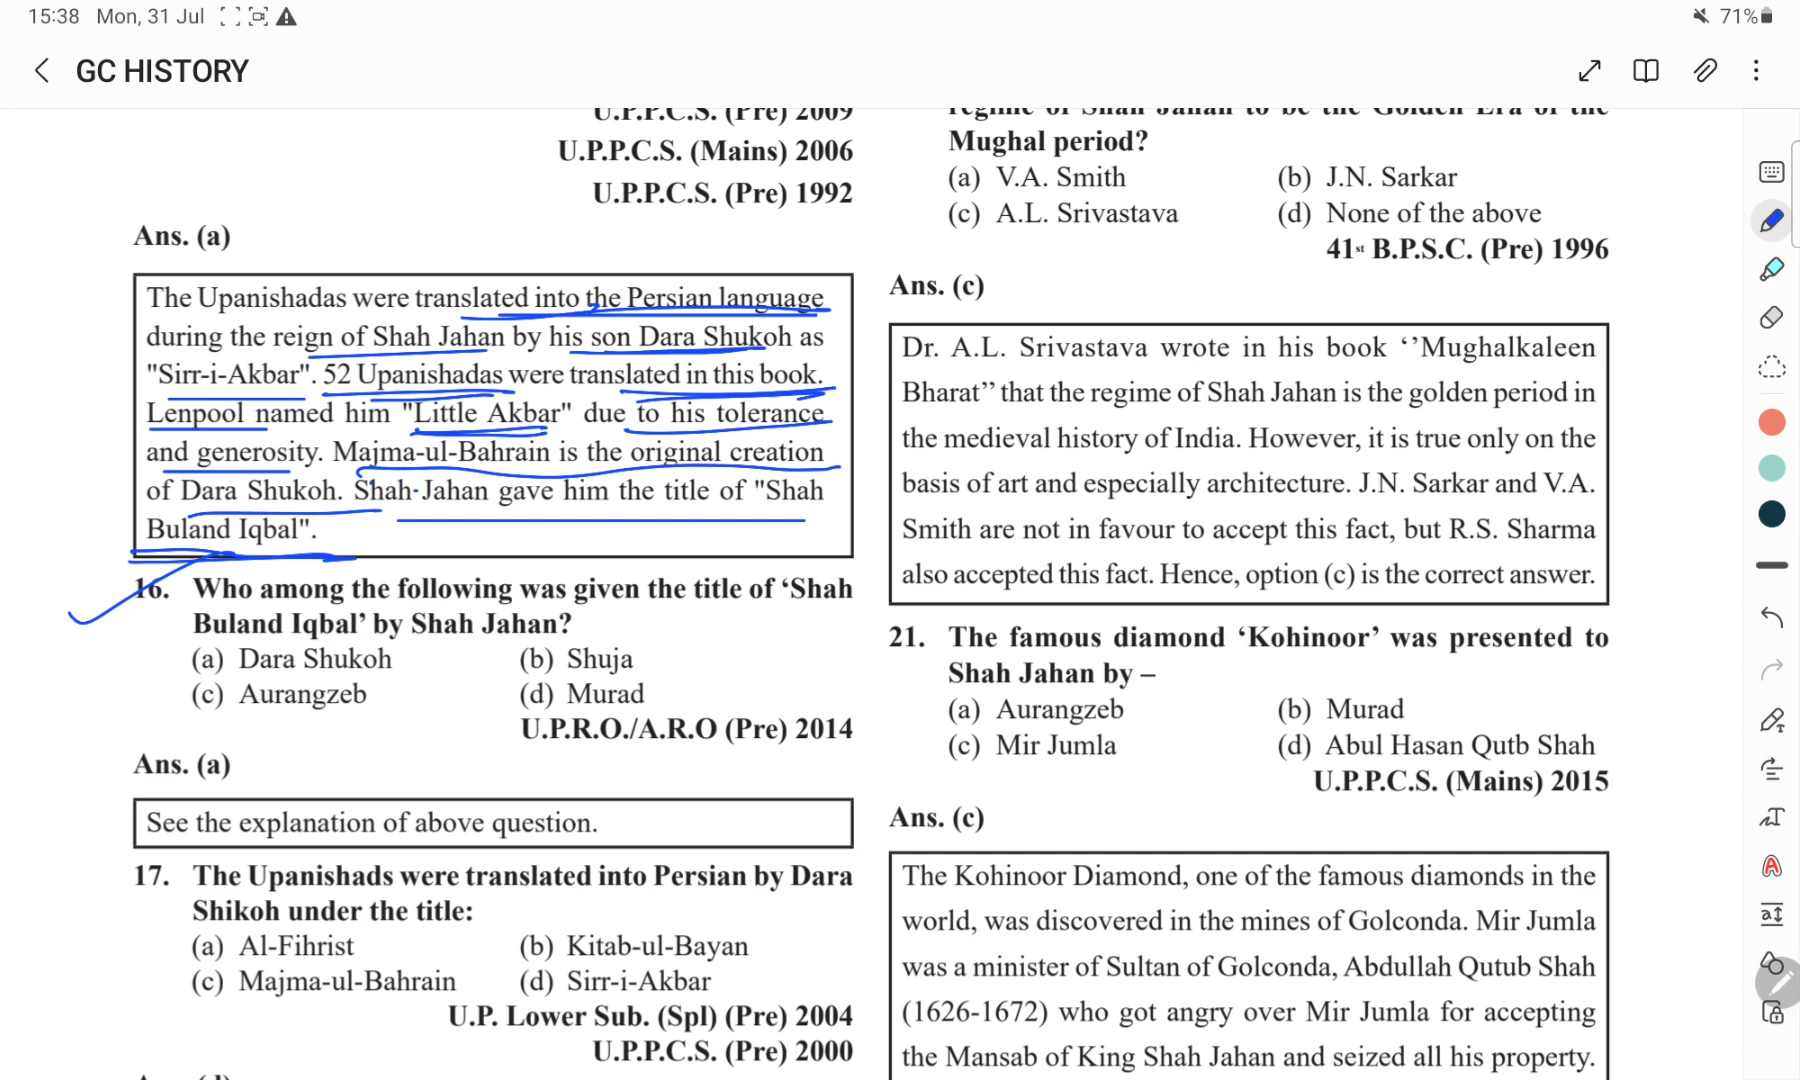 15:38 Mon, 31 Jul
71%
GC HISTORY
U.P.P.C.S. (Pre) 2009
U.P.P.C.S. (Mains) 2006
U.P.P.C.S. (Pre) 1992
Ans. (a)
The Upanishadas were translated into the Persian language
during the reign of Shah Jahan by his son Dara Shukoh as
"Sirr-i-Akbar". 52 Upanishadas were translated in this book.
Lenpool named him "Little Akbar" due to his tolerance
and generosity. Majma-ul-Bahrain is the original creation
of Dara Shukoh. Shah-Jahan gave him the title of "Shah
Buland Iqbal".
16. Who among the following was given the title of ‘Shah
Buland Iqbal’ by Shah Jahan?
(a) Dara Shukoh (b) Shuja
(c) Aurangzeb (d) Murad
U.P.R.O./A.R.O (Pre) 2014
Ans. (a)
See the explanation of above question.
17. The Upanishads were translated into Persian by Dara
Shikoh under the title:
(a) Al-Fihrist (b) Kitab-ul-Bayan
(c) Majma-ul-Bahrain (d) Sirr-i-Akbar
U.P. Lower Sub. (Spl) (Pre) 2004
U.P.P.C.S. (Pre) 2000
regime of Shah Jahan to be the Golden Era of the
Mughal period?
(a) V.A. Smith (b) J.N. Sarkar
(c) A.L. Srivastava (d) None of the above
41st B.P.S.C. (Pre) 1996
Ans. (c)
Dr. A.L. Srivastava wrote in his book ‘’Mughalkaleen
Bharat’’ that the regime of Shah Jahan is the golden period in
the medieval history of India. However, it is true only on the
basis of art and especially architecture. J.N. Sarkar and V.A.
Smith are not in favour to accept this fact, but R.S. Sharma
also accepted this fact. Hence, option (c) is the correct answer.
21. The famous diamond ‘Kohinoor’ was presented to
Shah Jahan by –
(a) Aurangzeb (b) Murad
(c) Mir Jumla (d) Abul Hasan Qutb Shah
U.P.P.C.S. (Mains) 2015
Ans. (c)
The Kohinoor Diamond, one of the famous diamonds in the
world, was discovered in the mines of Golconda. Mir Jumla
was a minister of Sultan of Golconda, Abdullah Qutub Shah
(1626-1672) who got angry over Mir Jumla for accepting
the Mansab of King Shah Jahan and seized all his property.